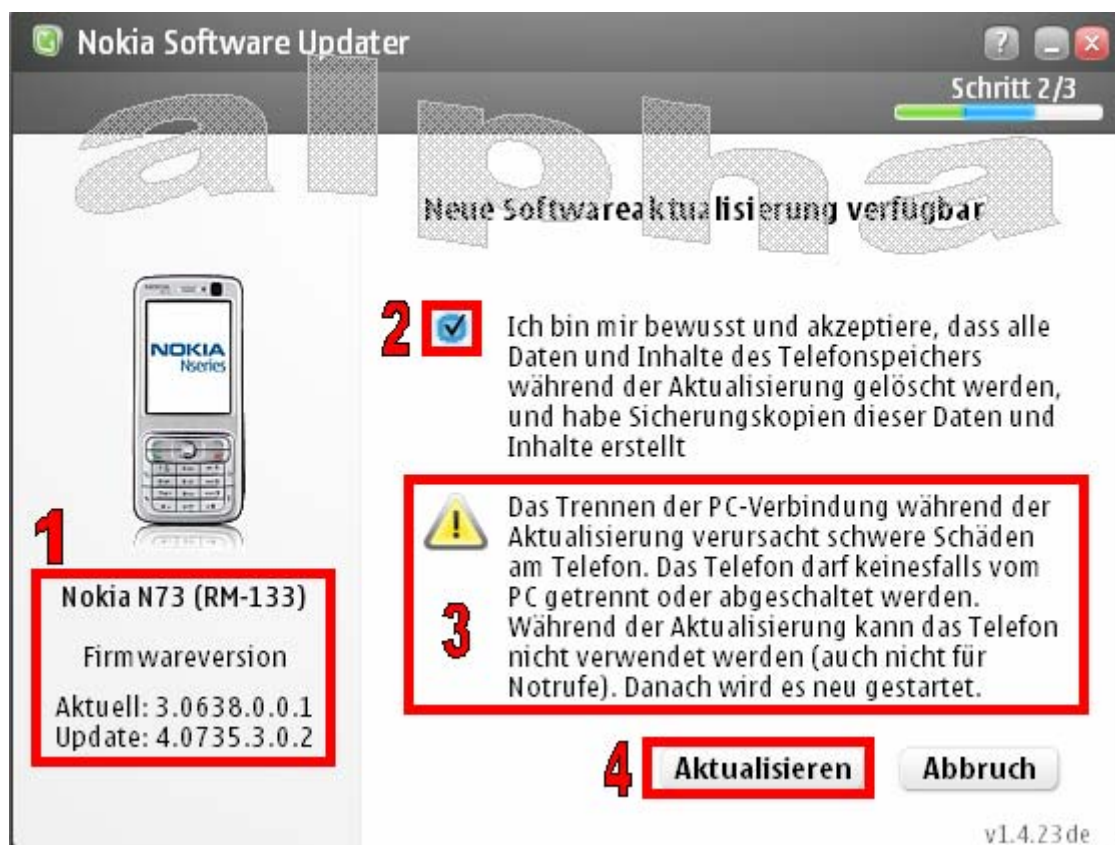 Nokia Software Updater
?
Schritt 2/3
alpha
Neue Softwareaktualisierung verfügbar
2
Ich bin mir bewusst und akzeptiere, dass alle
Daten und Inhalte des Telefonspeichers
während der Aktualisierung gelöscht werden,
und habe Sicherungskopien dieser Daten und
Inhalte erstellt
NOKIA
Nseries
1
Nokia N73 (RM-133)
Firmwareversion
Aktuell: 3.0638.0.0.1
Update: 4.0735.3.0.2
3
Das Trennen der PC-Verbindung während der
Aktualisierung verursacht schwere Schäden
am Telefon. Das Telefon darf keinesfalls vom
PC getrennt oder abgeschaltet werden.
Während der Aktualisierung kann das Telefon
nicht verwendet werden (auch nicht für
Notrufe). Danach wird es neu gestartet.
4
Aktualisieren
Abbruch
v1.4.23de